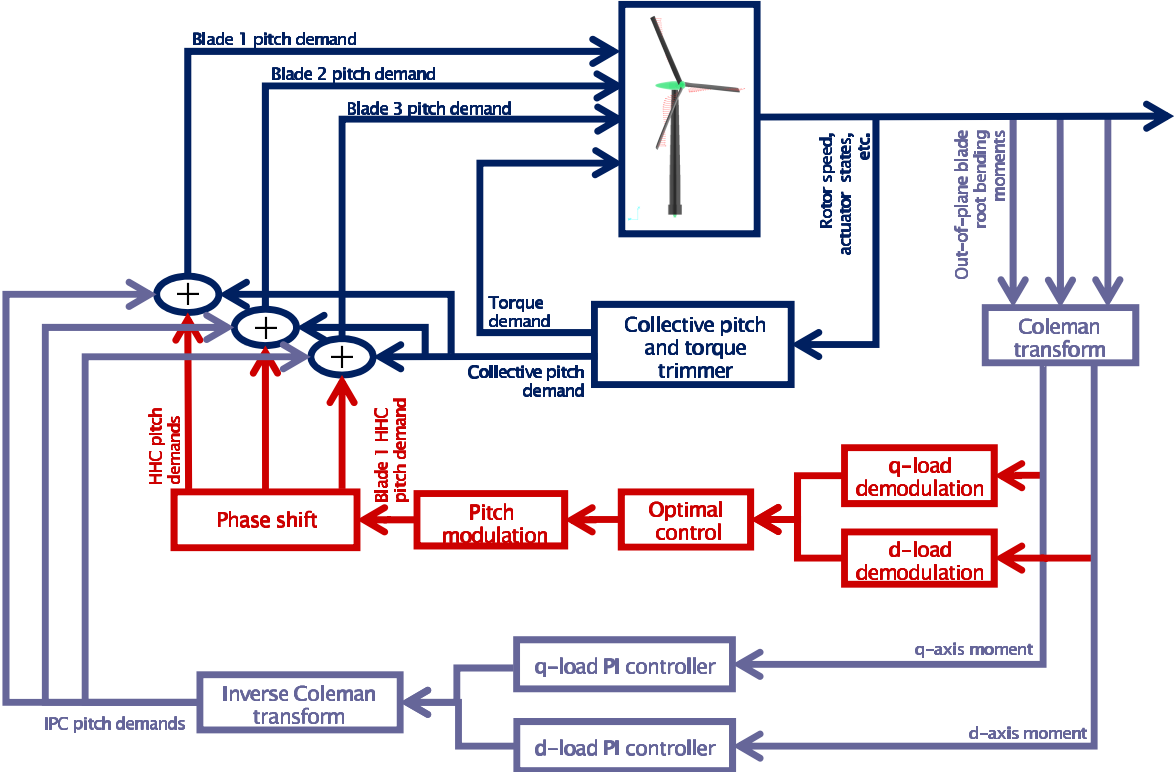 Blade 1 pitch demand
Blade 2 pitch demand
Blade 3 pitch demand
Rotor speed,
actuator states,
etc.
Out-of-plane blade
root bending
moments
Torque
demand
Collective pitch
and torque
trimmer
Coleman
transform
Collective pitch
demand
+
+
+
HHC pitch
demands
Blade 1 HHC
pitch demand
q-load
demodulation
Phase shift
Pitch
modulation
Optimal
control
d-load
demodulation
q-axis moment
q-load PI controller
Inverse Coleman
transform
IPC pitch demands
d-axis moment
d-load PI controller